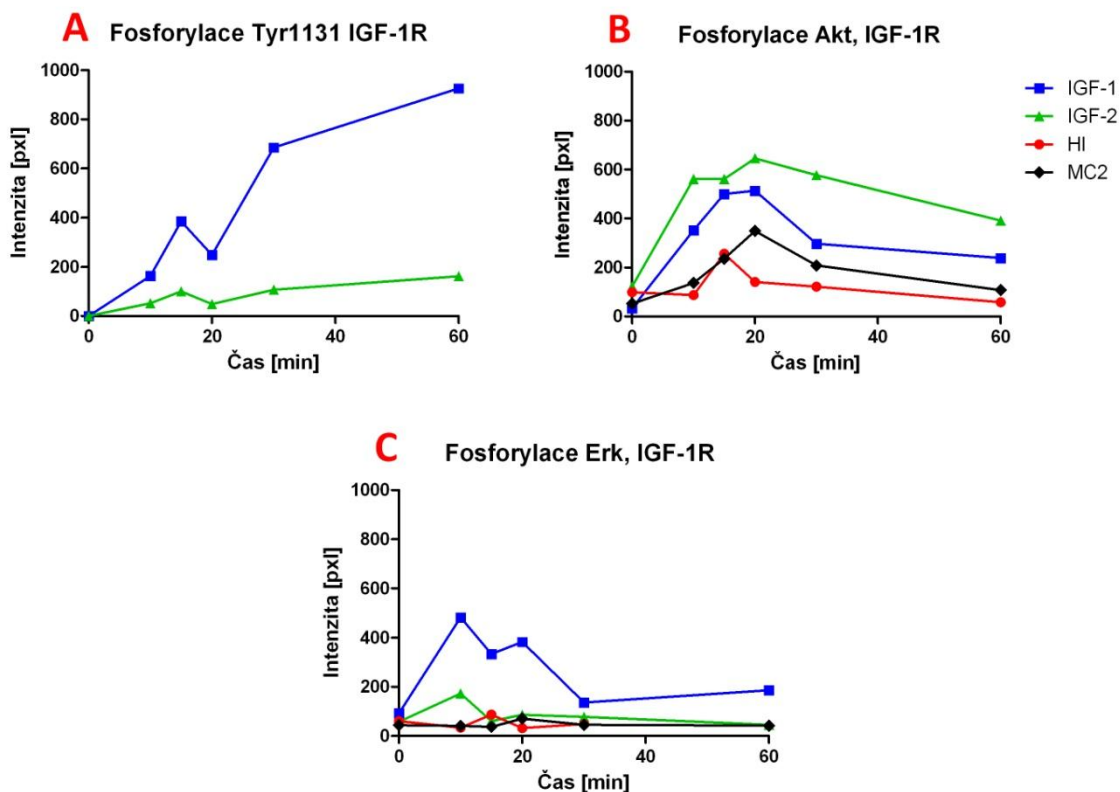 A Fosforylace Tyr1131 IGF-1R
1000
800
600
400
200
0
Intenzita [pxl]
0 20 40 60
Čas [min]
B Fosforylace Akt, IGF-1R
1000
800
600
400
200
0
Intenzita [pxl]
0 20 40 60
Čas [min]
IGF-1
IGF-2
HI
MC2
C Fosforylace Erk, IGF-1R
1000
800
600
400
200
0
Intenzita [pxl]
0 20 40 60
Čas [min]